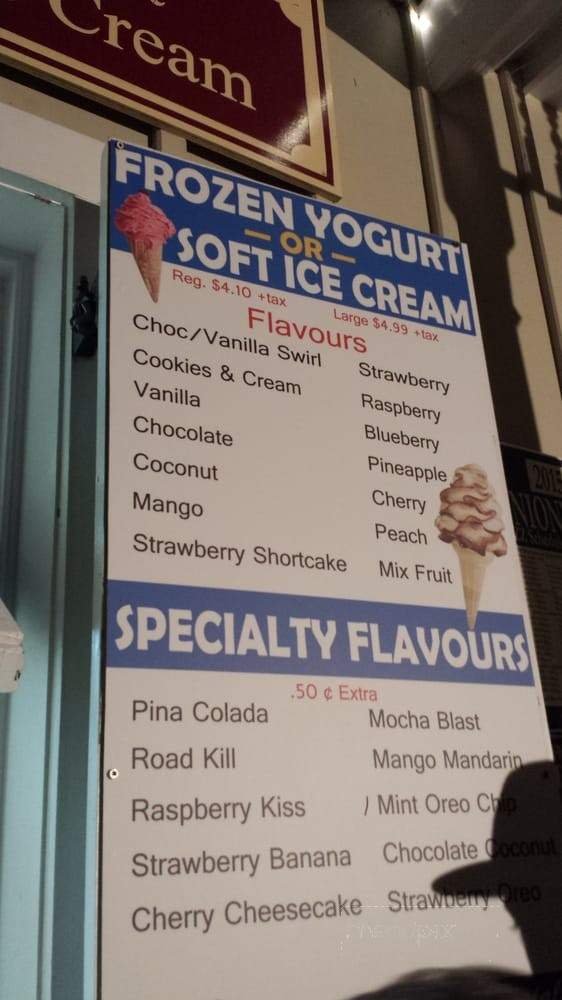 Cream
FROZEN YOGURT
— OR —
SOFT ICE CREAM
Reg. $4.10 +tax
Large $4.99 +tax
Flavours
Choc/Vanilla Swirl
Cookies & Cream
Vanilla
Chocolate
Coconut
Mango
Strawberry Shortcake
Strawberry
Raspberry
Blueberry
Pineapple
Cherry
Peach
Mix Fruit
2015
SPECIALTY FLAVOURS
.50 ¢ Extra
Pina Colada
Road Kill
Raspberry Kiss
Strawberry Banana
Cherry Cheesecake
Mocha Blast
Mango Mandarin
/ Mint Oreo Chip
Chocolate Coconut
Strawberry Oreo